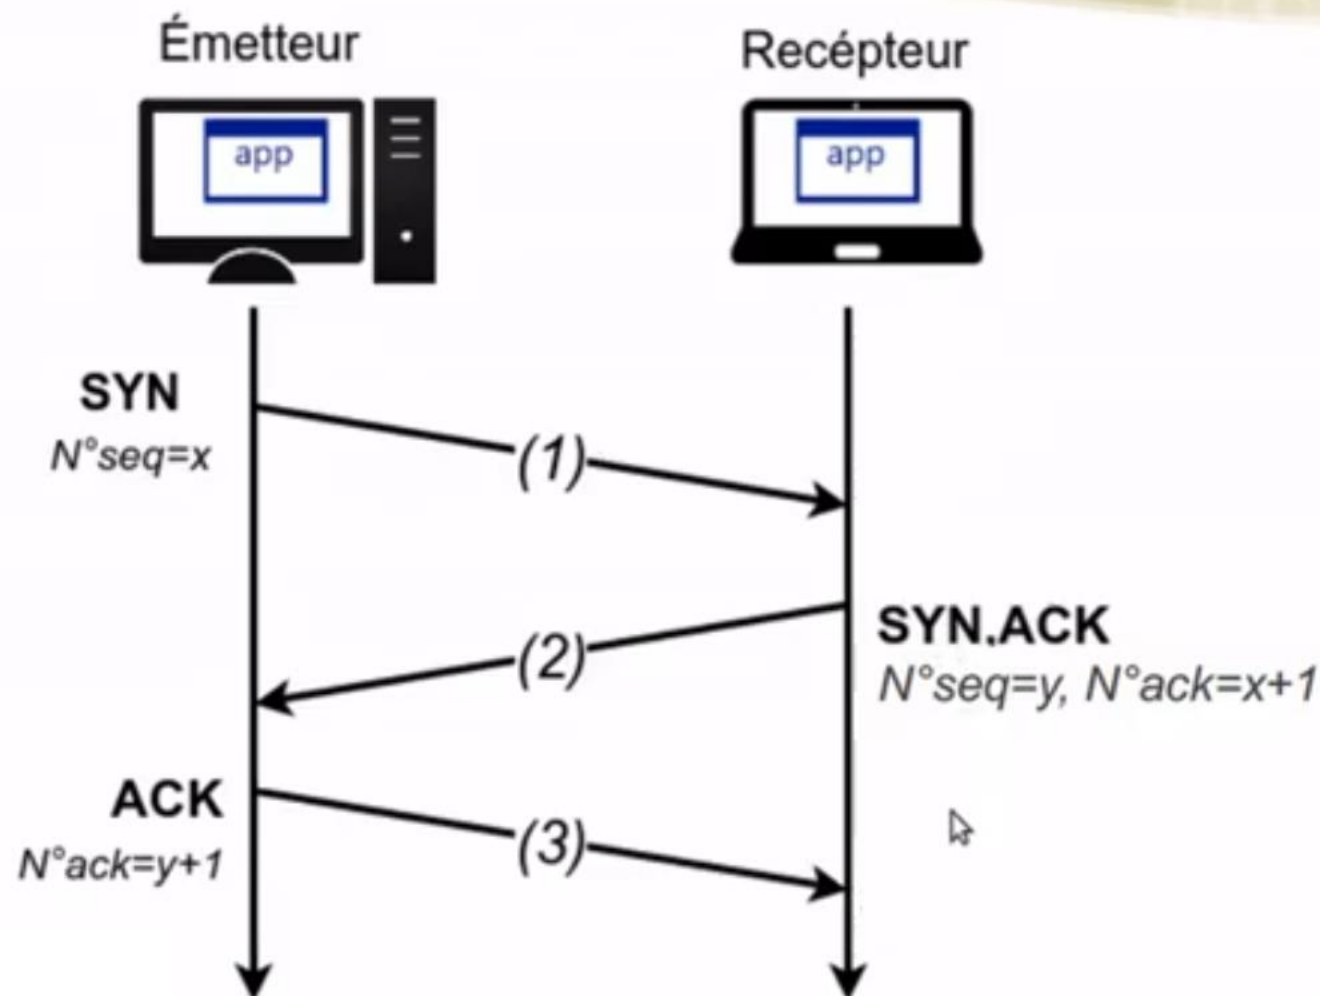 Émetteur
Recépteur
app
app
SYN
N°seq=x
(1)
(2)
SYN,ACK
N°seq=y, N°ack=x+1
ACK
N°ack=y+1
(3)